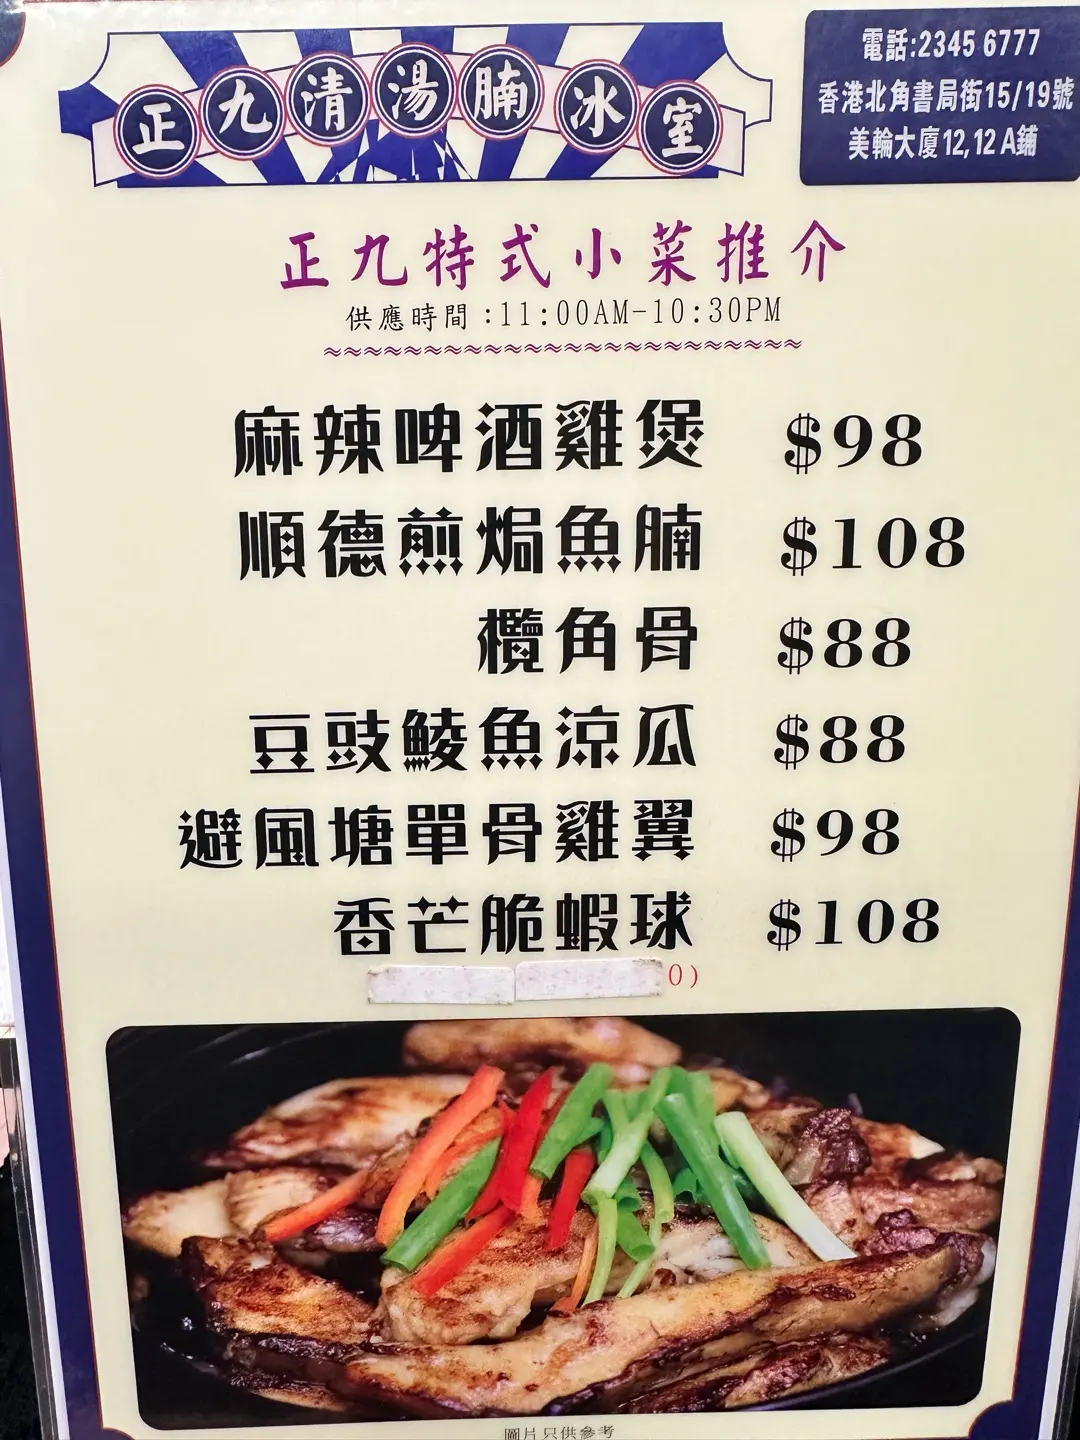 正九清湯腩冰室
電話:2345 6777
香港北角書局街15/19號
美輪大廈12,12A鋪
正九特式小菜推介
供應時間:11:00AM-10:30PM
麻辣啤酒雞煲 $98
順德煎焗魚腩 $108
欖角骨 $88
豆豉鯪魚涼瓜 $88
避風塘單骨雞翼 $98
香芒脆蝦球 $108
0)
圖片只供參考